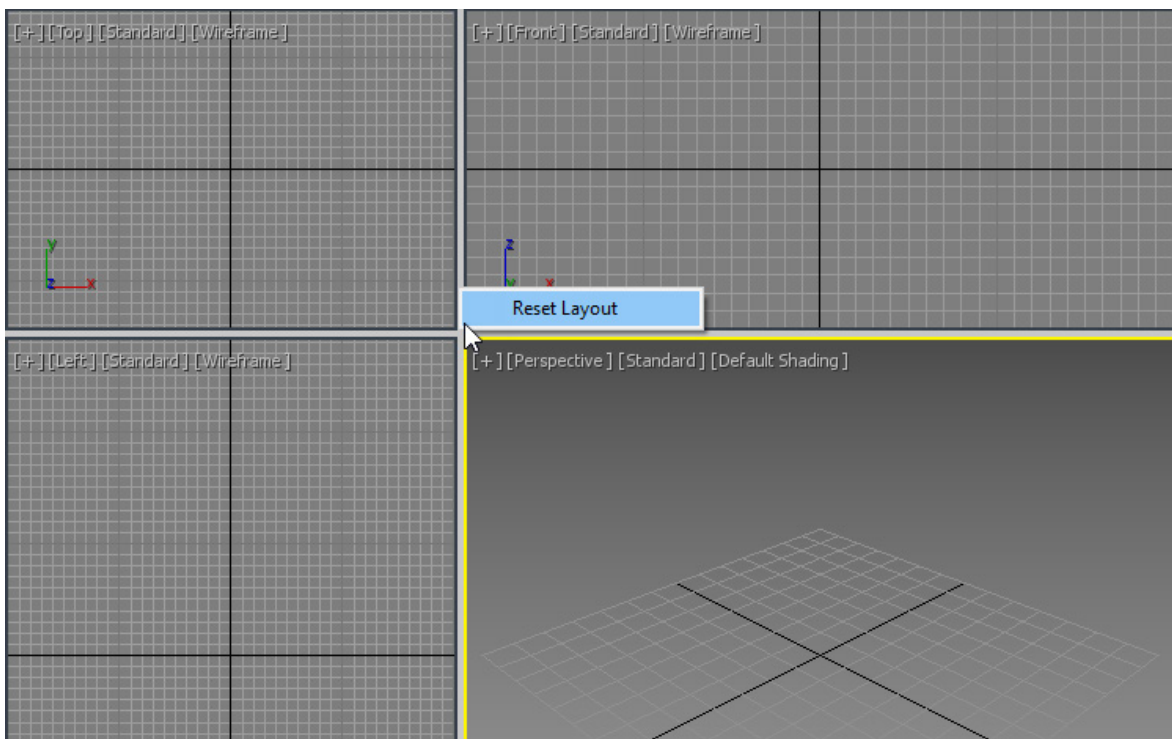 [+][Top][Standard][Wireframe]
[+][Front][Standard][Wireframe]
y
z
x
z
y
x
Reset Layout
[+][Left][Standard][Wireframe]
[+][Perspective][Standard][Default Shading]